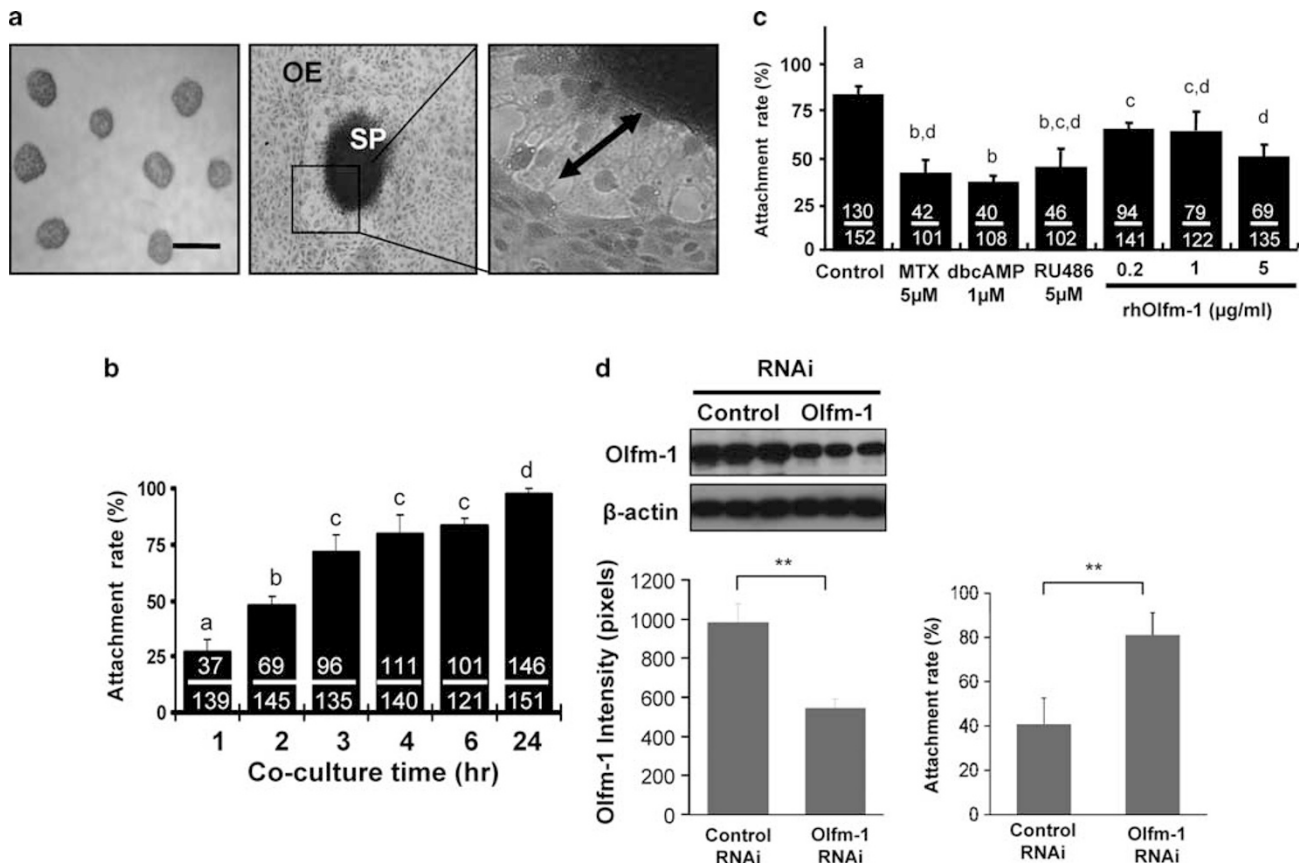 a
OE
SP
c
Attachment rate (%)
100
75
50
25
0
a
b,d
b
b,c,d
c
c,d
d
130
152
42
101
40
108
46
102
94
141
79
122
69
135
Control
MTX
5µM
dbcAMP
1µM
RU486
5µM
0.2
1
5
rhOlfm-1 (µg/ml)
b
Attachment rate (%)
100
75
50
25
0
a
b
c
c
c
d
37
139
69
145
96
135
111
140
101
121
146
151
1
2
3
4
6
24
Co-culture time (hr)
d
RNAi
Control Olfm-1
Olfm-1
β-actin
Olfm-1 Intensity (pixels)
1200
1000
800
600
400
200
0
**
Control
RNAi
Olfm-1
RNAi
Attachment rate (%)
100
80
60
40
20
0
**
Control
RNAi
Olfm-1
RNAi